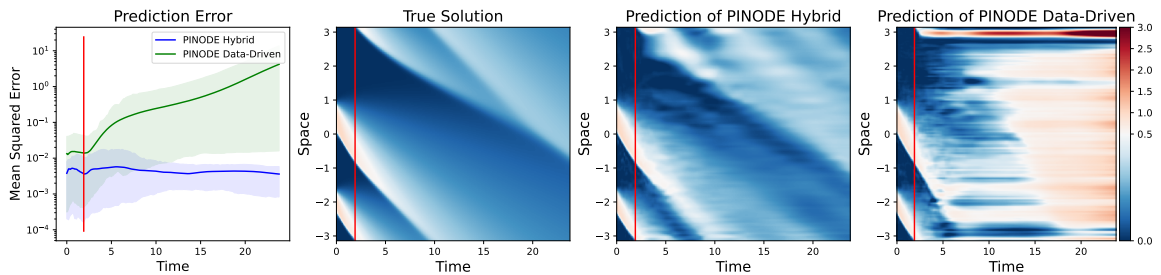 Prediction Error
Mean Squared Error
10¹
10⁰
10⁻¹
10⁻²
10⁻³
10⁻⁴
PINODE Hybrid
PINODE Data-Driven
0 5 10 15 20
Time
True Solution
Space
3
2
1
0
−1
−2
−3
0 5 10 15 20
Time
Prediction of PINODE Hybrid
Space
3
2
1
0
−1
−2
−3
0 5 10 15 20
Time
Prediction of PINODE Data-Driven
Space
3
2
1
0
−1
−2
−3
0 5 10 15 20
Time
3.0
2.5
2.0
1.5
1.0
0.5
0.0